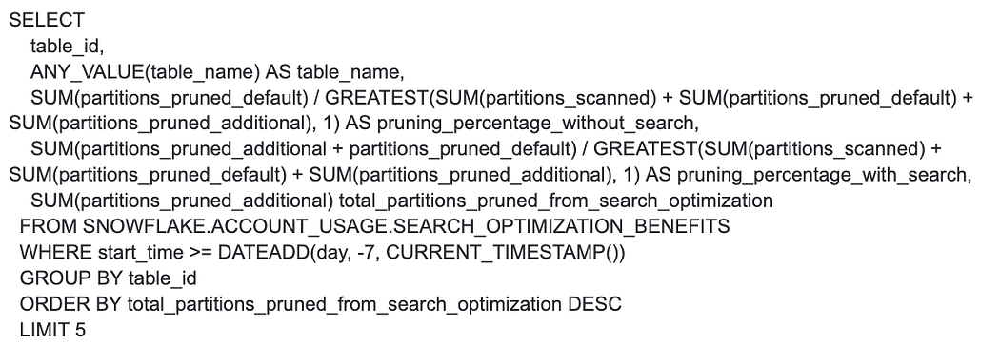 SELECT
table_id,
ANY_VALUE(table_name) AS table_name,
SUM(partitions_pruned_default) / GREATEST(SUM(partitions_scanned) + SUM(partitions_pruned_default) +
SUM(partitions_pruned_additional), 1) AS pruning_percentage_without_search,
SUM(partitions_pruned_additional + partitions_pruned_default) / GREATEST(SUM(partitions_scanned) +
SUM(partitions_pruned_default) + SUM(partitions_pruned_additional), 1) AS pruning_percentage_with_search,
SUM(partitions_pruned_additional) total_partitions_pruned_from_search_optimization
FROM SNOWFLAKE.ACCOUNT_USAGE.SEARCH_OPTIMIZATION_BENEFITS
WHERE start_time >= DATEADD(day, -7, CURRENT_TIMESTAMP())
GROUP BY table_id
ORDER BY total_partitions_pruned_from_search_optimization DESC
LIMIT 5